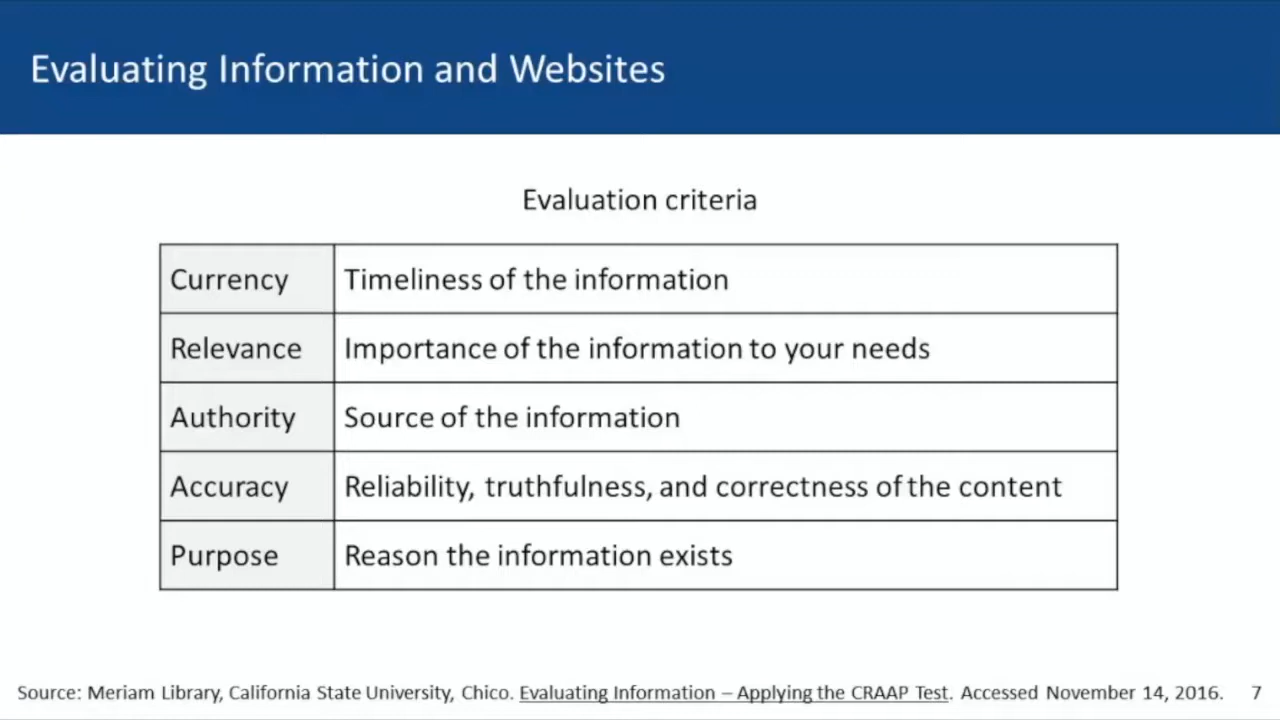 Evaluating Information and Websites
Evaluation criteria
Currency Timeliness of the information
Relevance Importance of the information to your needs
Authority Source of the information
Accuracy Reliability, truthfulness, and correctness of the content
Purpose Reason the information exists
Source: Meriam Library, California State University, Chico. Evaluating Information – Applying the CRAAP Test. Accessed November 14, 2016. 7